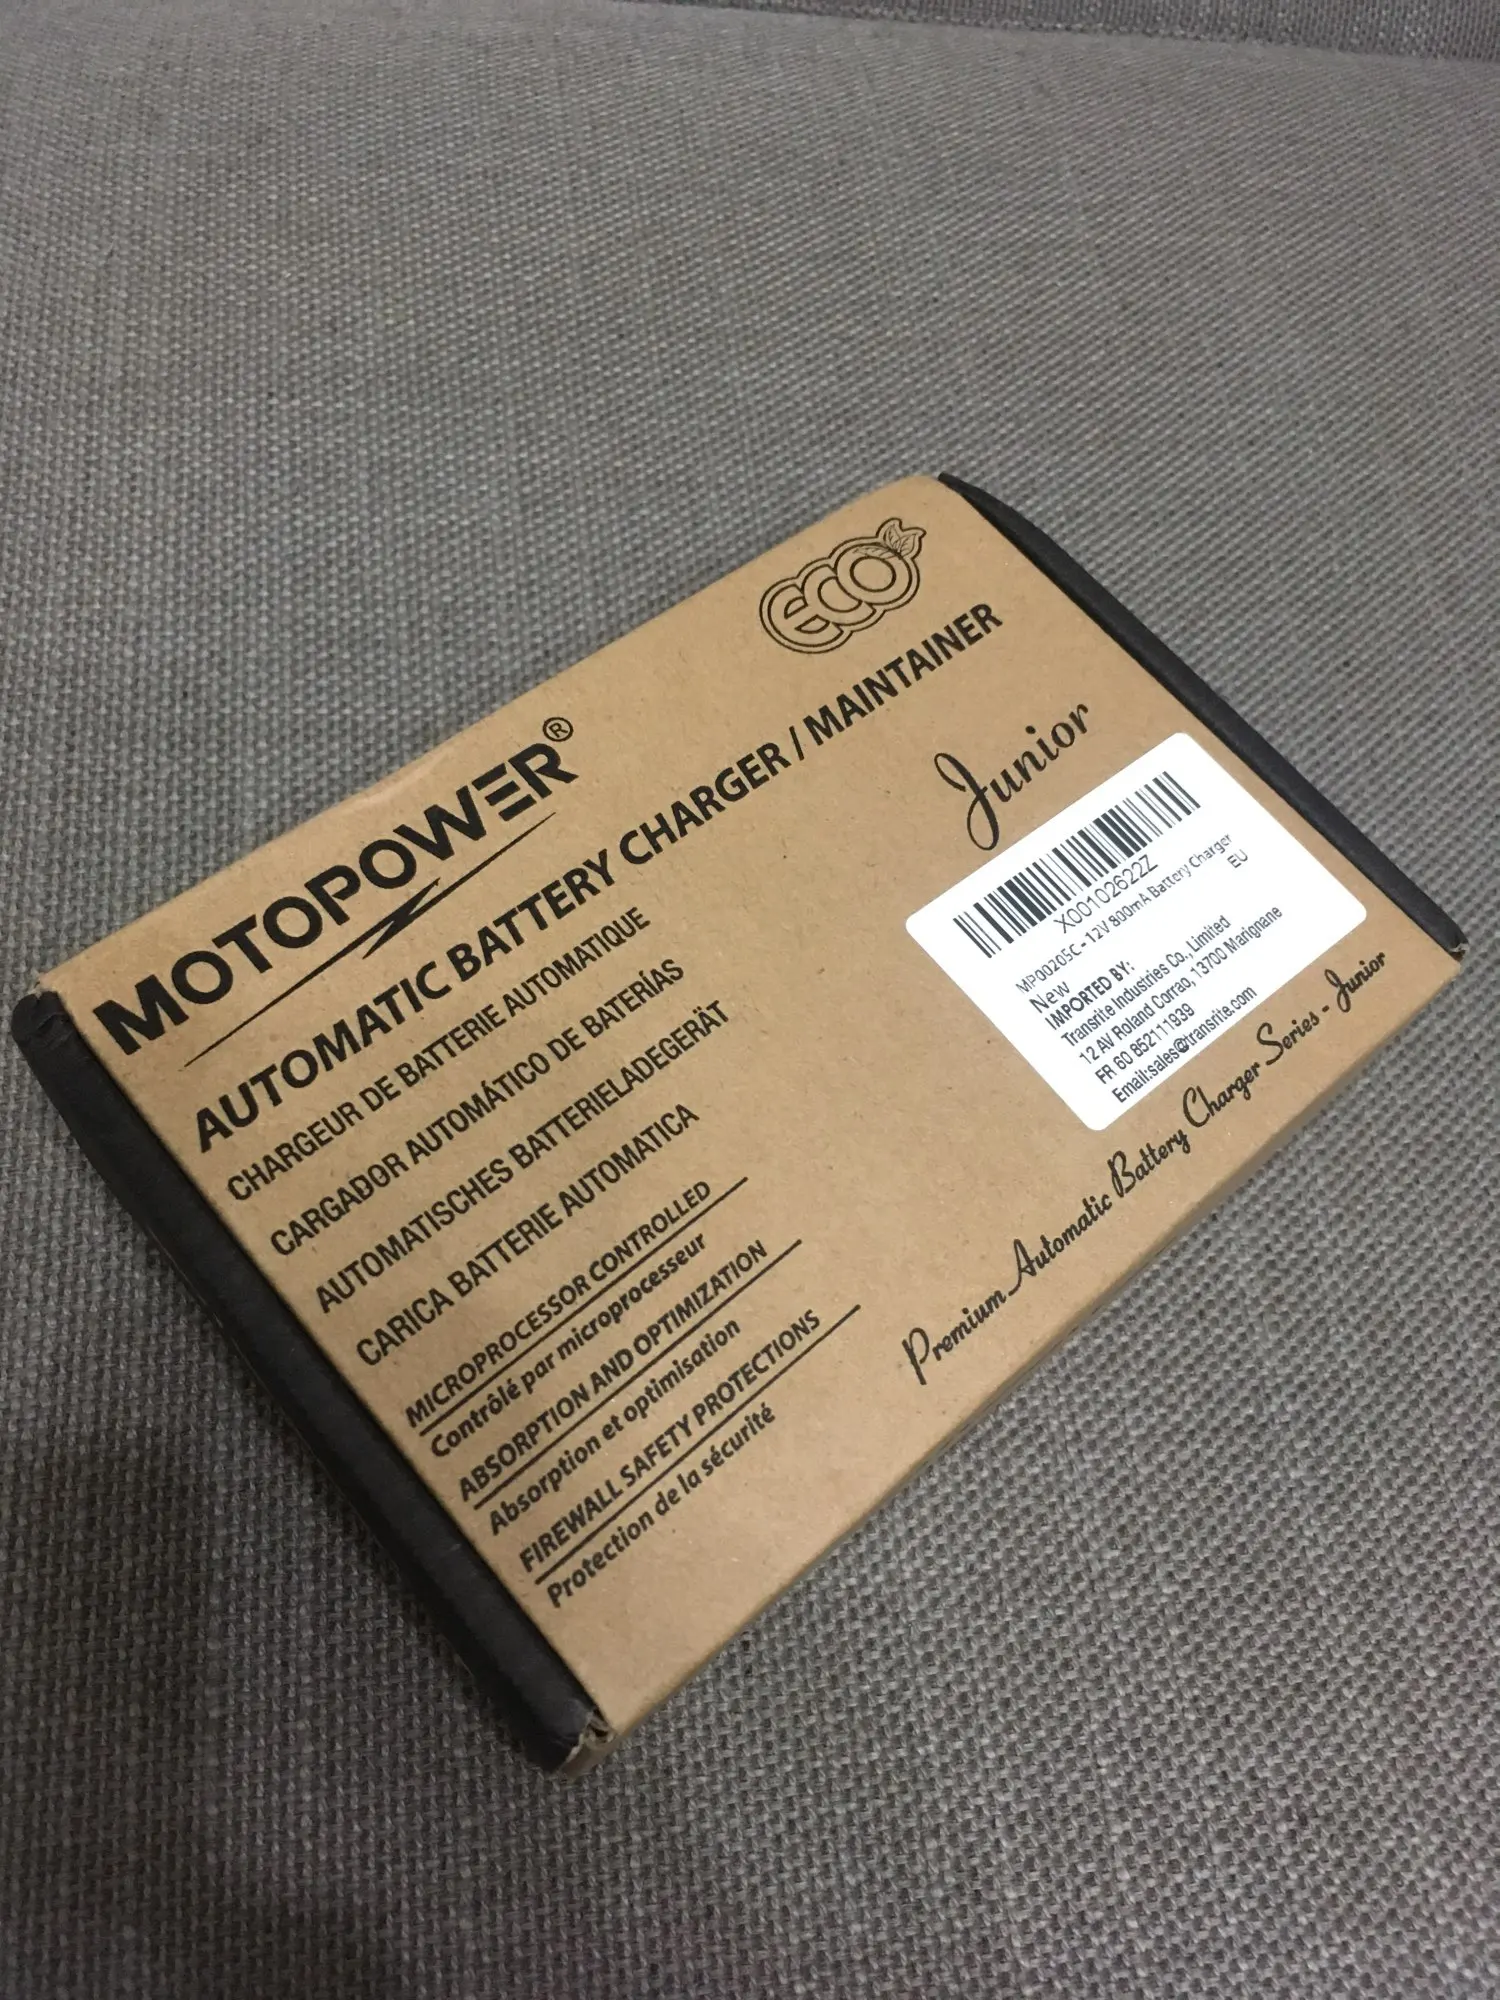 eco
MOTOPOWER®
AUTOMATIC BATTERY CHARGER / MAINTAINER
CHARGEUR DE BATTERIE AUTOMATIQUE
CARGADOR AUTOMÁTICO DE BATERÍAS
AUTOMATISCHES BATTERIELADEGERÄT
CARICA BATTERIE AUTOMATICA
Junior
X00102622Z
MP00205C - 12V 800mA Battery Charger
EU
New
IMPORTED BY:
Transrite Industries Co., Limited
12 AV Roland Corrao, 13700 Marignane
FR 60 852111939
Email:sales@transrite.com
MICROPROCESSOR CONTROLLED
Contrôlé par microprocesseur
ABSORPTION AND OPTIMIZATION
Absorption et optimisation
FIREWALL SAFETY PROTECTIONS
Protection de la sécurité
Premium Automatic Battery Charger Series - Junior